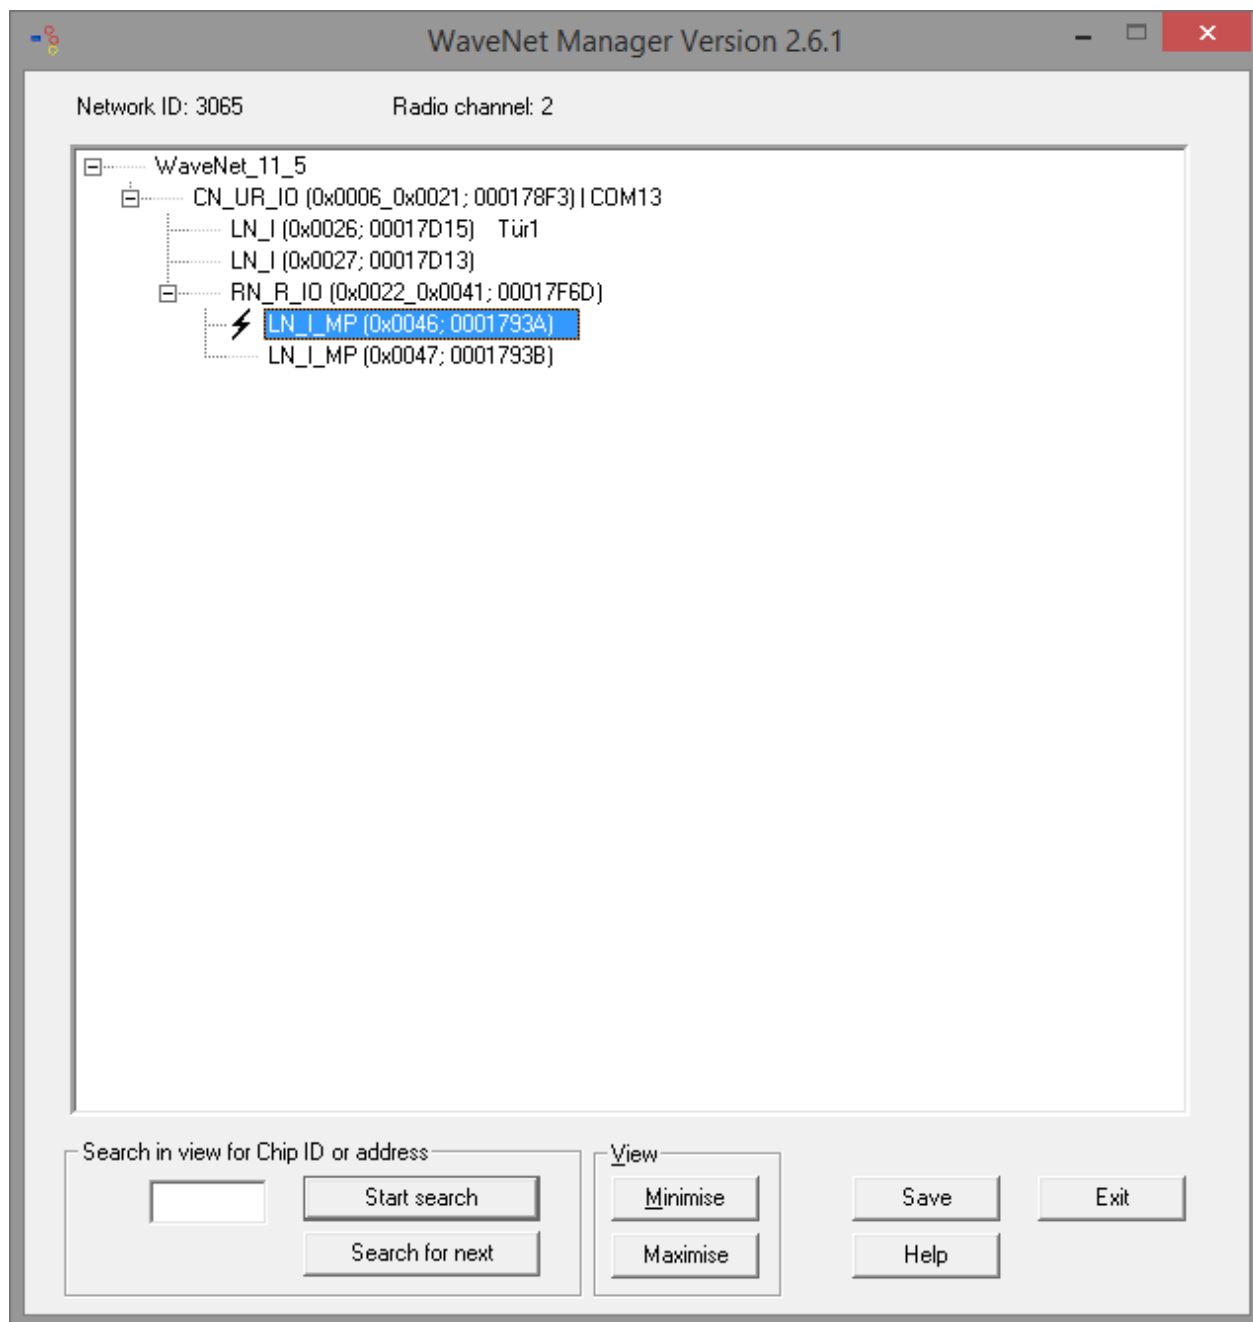 WaveNet Manager Version 2.6.1
Network ID: 3065 Radio channel: 2
WaveNet_11_5
CN_UR_IO (0x0006_0x0021; 000178F3) | COM13
LN_I (0x0026; 00017D15) Tür1
LN_I (0x0027; 00017D13)
RN_R_IO (0x0022_0x0041; 00017F6D)
LN_I_MP (0x0046; 0001793A)
LN_I_MP (0x0047; 0001793B)
Search in view for Chip ID or address
Start search
Search for next
View
Minimise
Maximise
Save
Help
Exit